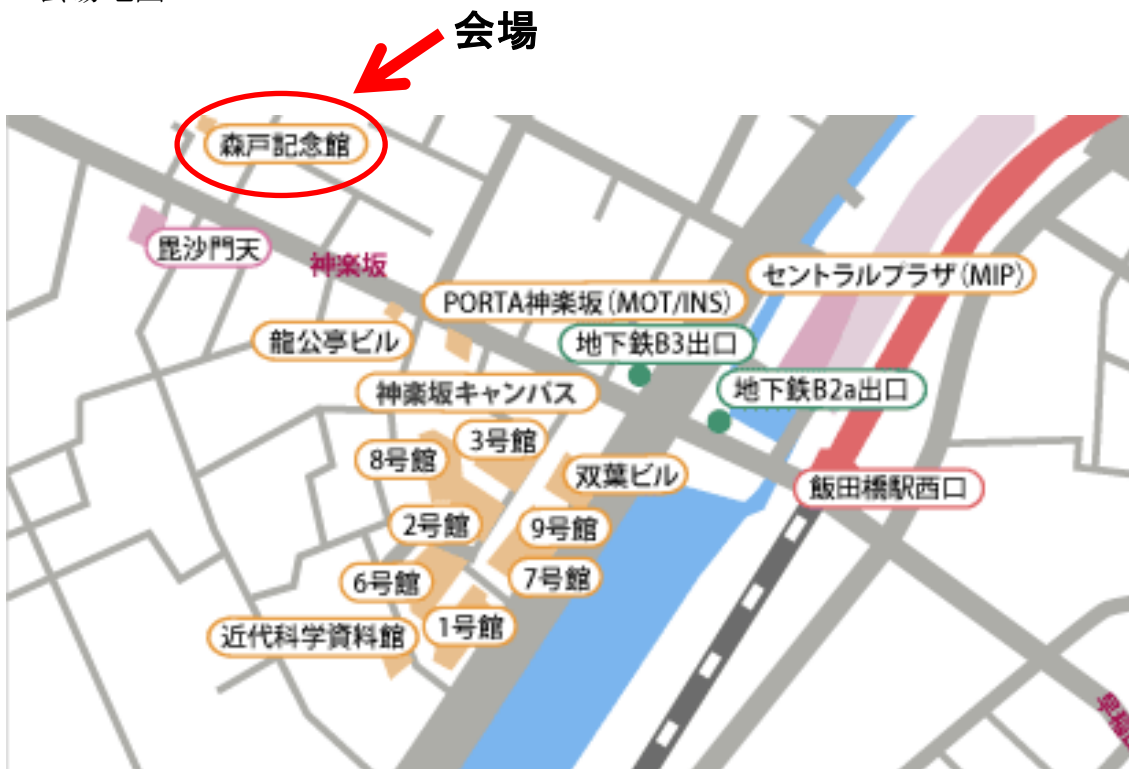 会場
森戸記念館
毘沙門天
神楽坂
セントラルプラザ(MIP)
PORTA神楽坂(MOT/INS)
龍公亭ビル
地下鉄B3出口
地下鉄B2a出口
神楽坂キャンパス
3号館
8号館
双葉ビル
飯田橋駅西口
2号館
9号館
6号館
7号館
近代科学資料館
1号館